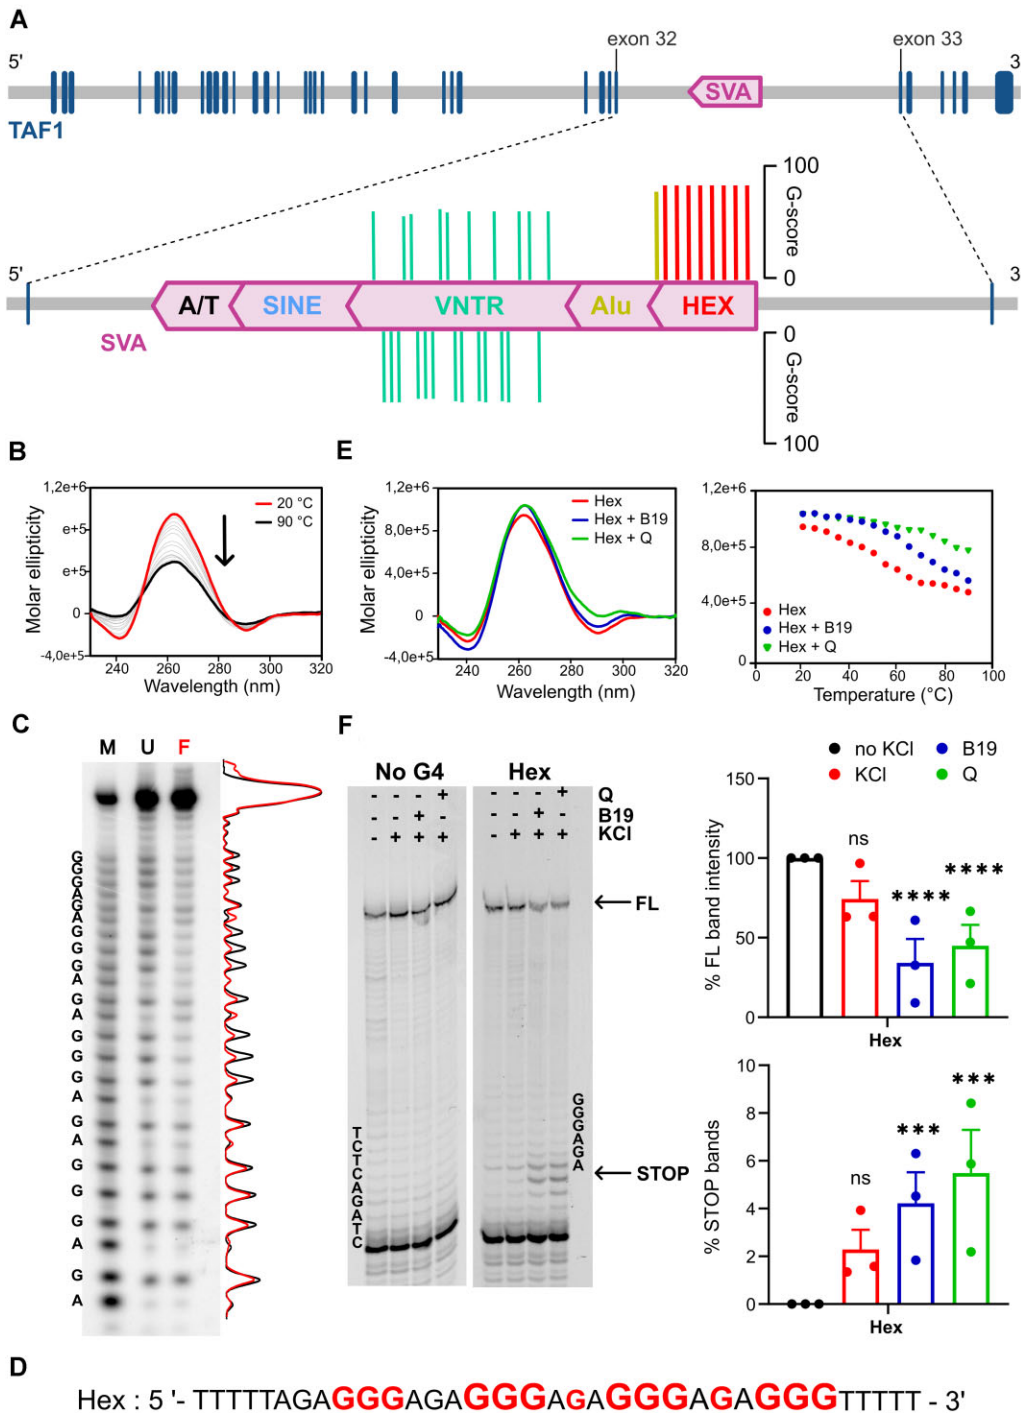 A
exon 32
exon 33
5'
3
SVA
TAF1
100
G-score
0
5'
3
A/T
SINE
VNTR
Alu
HEX
SVA
0
G-score
100
B
1,2e+6
e+5
e+5
0
-4,0e+5
Molar ellipticity
20 °C
90 °C
240
260
280
300
320
Wavelength (nm)
E
1,2e+6
8,0e+5
4,0e+5
0
-4,0e+5
Molar ellipticity
Hex
Hex + B19
Hex + Q
240
260
280
300
320
Wavelength (nm)
1,2e+6
8,0e+5
4,0e+5
0
Hex
Hex + B19
Hex + Q
0
20
40
60
80
100
Temperature (°C)
C
M U F
G
G
G
A
G
A
G
G
G
A
G
A
G
G
G
A
G
A
G
G
G
A
G
A
F
No G4
Hex
- - - + - - - + Q
- - + - - - + - B19
- + + + - + + + KCl
FL
STOP
T
C
T
C
T
C
A
G
A
T
C
G
G
G
A
G
A
no KCl
B19
KCl
Q
150
100
50
0
% FL band intensity
ns
****
****
Hex
10
8
6
4
2
0
% STOP bands
ns
***
***
Hex
D
Hex : 5 '- TTTTTAGAGGGAGAGGGAGAGGGAGAGGGTTTTT - 3'